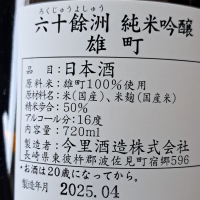 ろくじゅうよしゅう
六十餘洲 純米吟醸
雄町
品目:日本酒
原料米:雄町100%使用
原材料:米(国産)、米麹(国産米)
精米歩合:50%
アルコール分:16度
内容量:720ml
製造者:今里酒造株式会社
長崎県東彼杵郡波佐見町宿郷596
*お酒は20歳になってから。
製造年月 2025.04